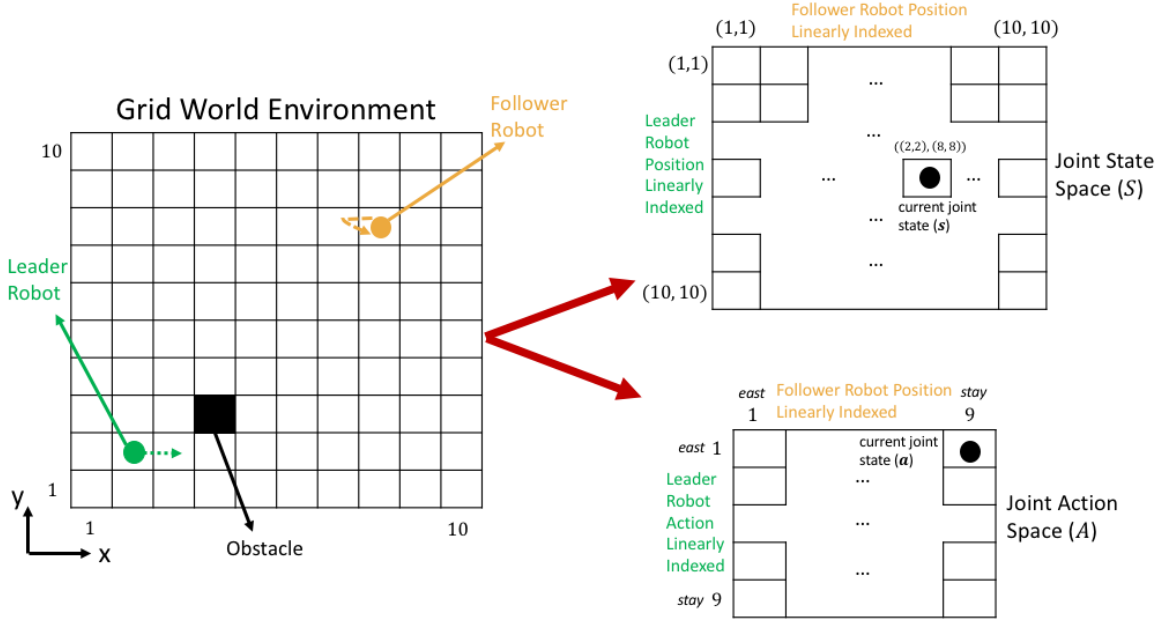 Grid World Environment
Follower
Robot
10
Leader
Robot
1
y
x
1
10
Obstacle
Follower Robot Position
Linearly Indexed
(1,1)
(10, 10)
(1,1)
...
...
Leader
Robot
Position
Linearly
Indexed
((2,2), (8, 8))
...
...
current joint
state (s)
...
...
(10, 10)
Joint State
Space (S)
east
1
Follower Robot Position
Linearly Indexed
stay
9
east 1
current joint
state (a)
...
Leader
Robot
Action
Linearly
Indexed
...
...
stay 9
Joint Action
Space (A)